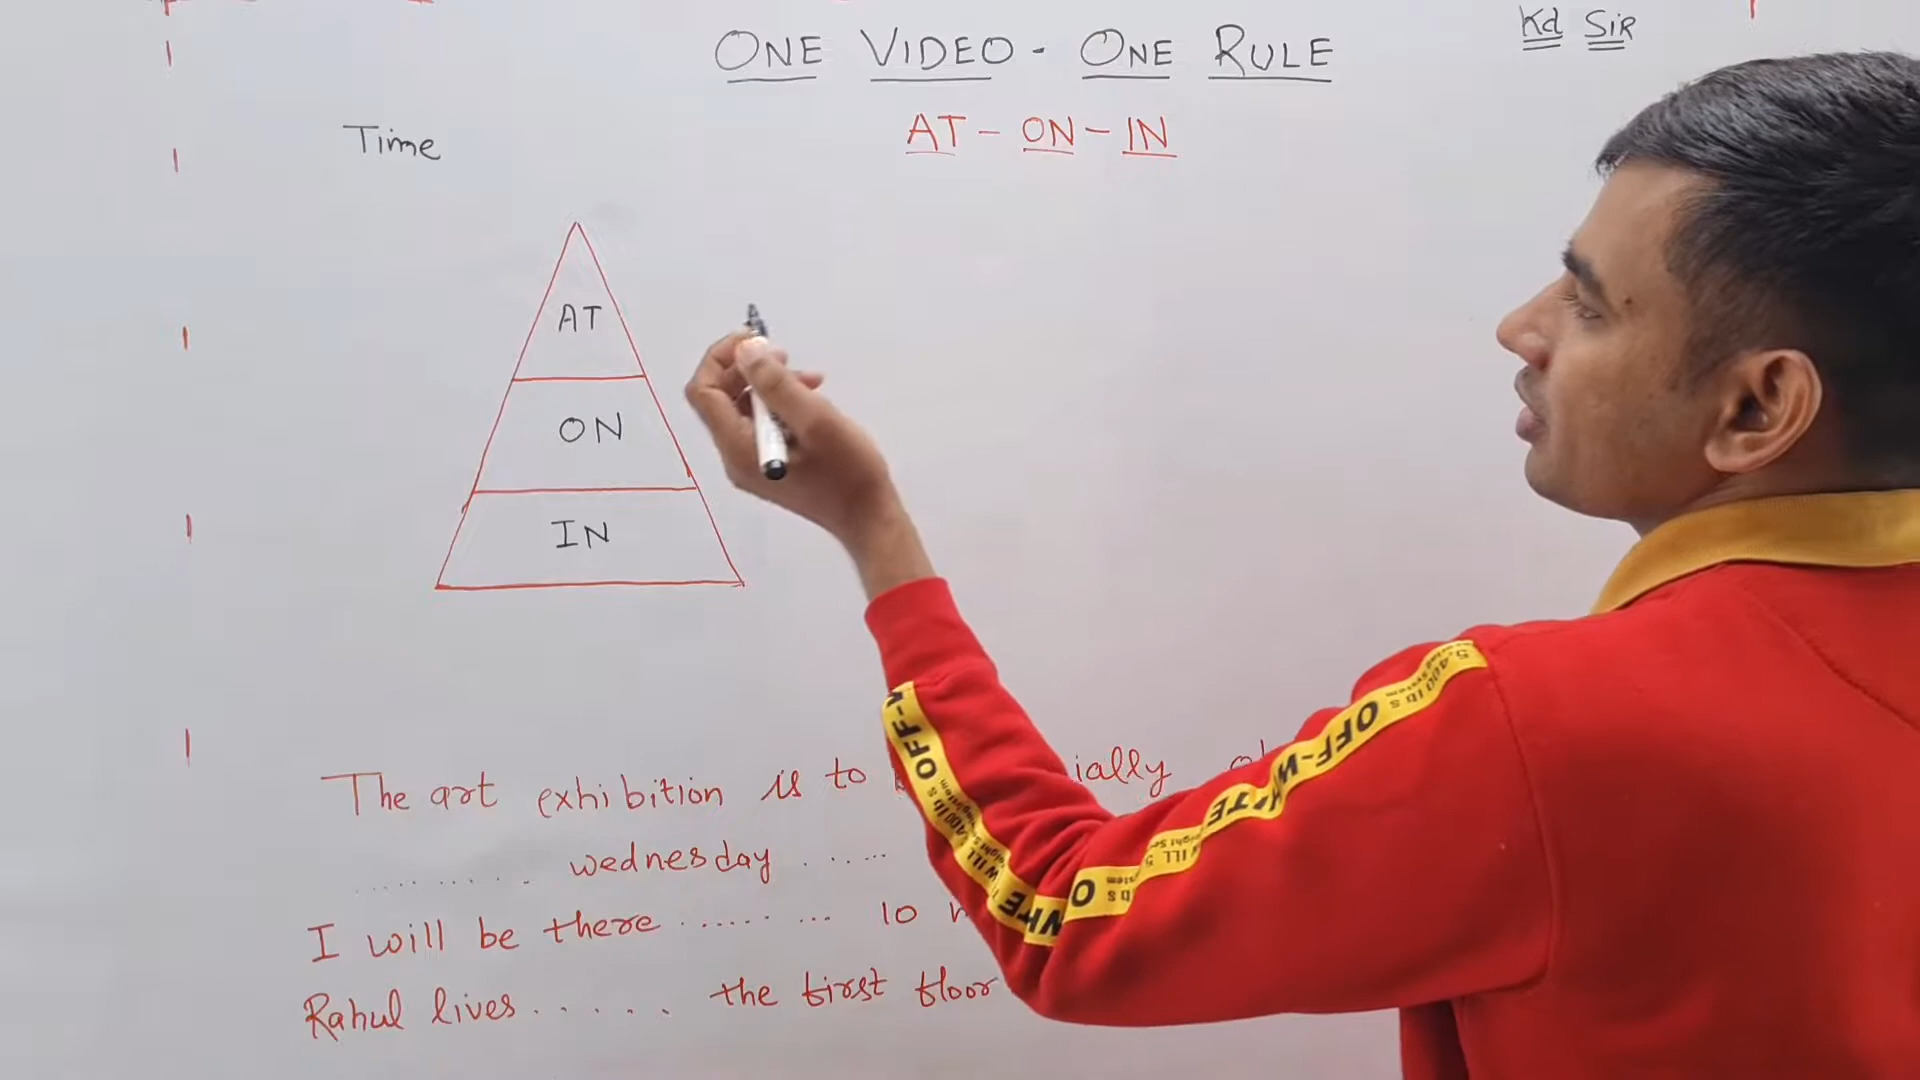 ONE VIDEO - ONE RULE
Kd SiR
AT - ON - IN
Time
AT
ON
IN
The art exhibition is to ially
......... wednesday .....
I will be there ......... 10
Rahul lives ..... the first floor
OFF-WHITE